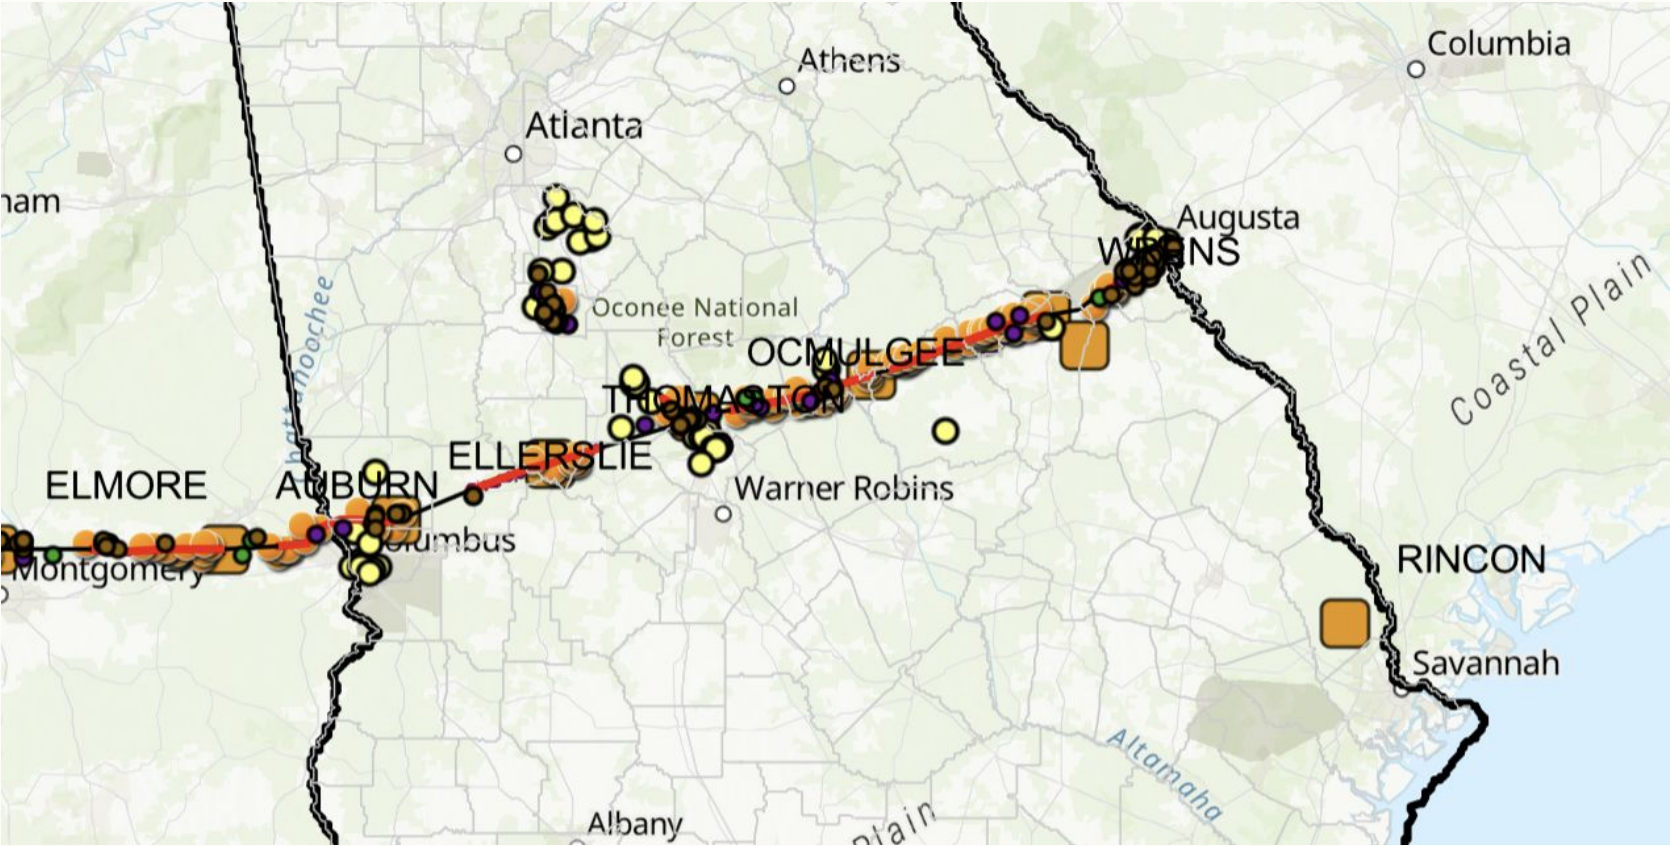 Columbia
Athens
Atlanta
ham
Augusta
WRENS
Coastal Plain
Chattahoochee
Oconee National
Forest
OCMULGEE
THOMASTON
ELLERSLIE
ELMORE
AUBURN
Warner Robins
Columbus
Montgomery
RINCON
Savannah
Altamaha
Albany
Plain